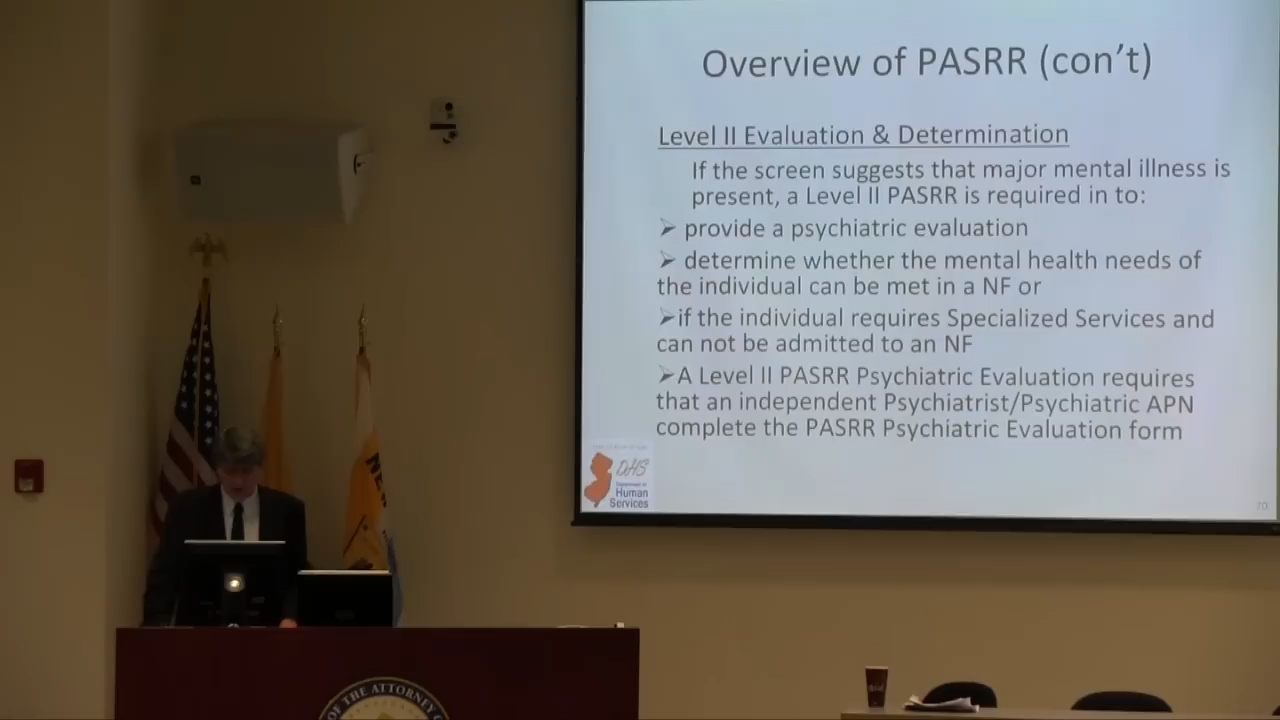 Overview of PASRR (con't)
Level II Evaluation & Determination
If the screen suggests that major mental illness is
present, a Level II PASRR is required in to:
➢ provide a psychiatric evaluation
➢ determine whether the mental health needs of
the individual can be met in a NF or
➢if the individual requires Specialized Services and
can not be admitted to an NF
➢A Level II PASRR Psychiatric Evaluation requires
that an independent Psychiatrist/Psychiatric APN
complete the PASRR Psychiatric Evaluation form
DHS
Department of
Human
Services
70
OF THE ATTORNEY